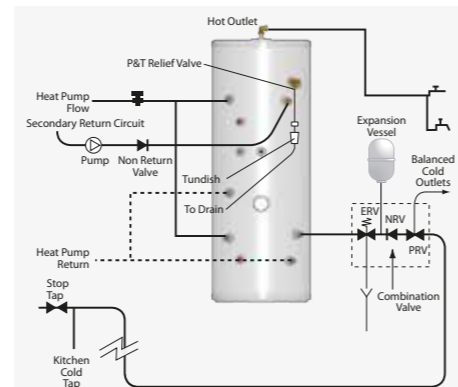 Hot Outlet
P&T Relief Valve
Heat Pump
Flow
Secondary Return Circuit
Pump
Non Return
Valve
Tundish
To Drain
Heat Pump
Return
Expansion
Vessel
Balanced
Cold
Outlets
ERV
NRV
PRV
Combination
Valve
Stop
Tap
Kitchen
Cold
Tap